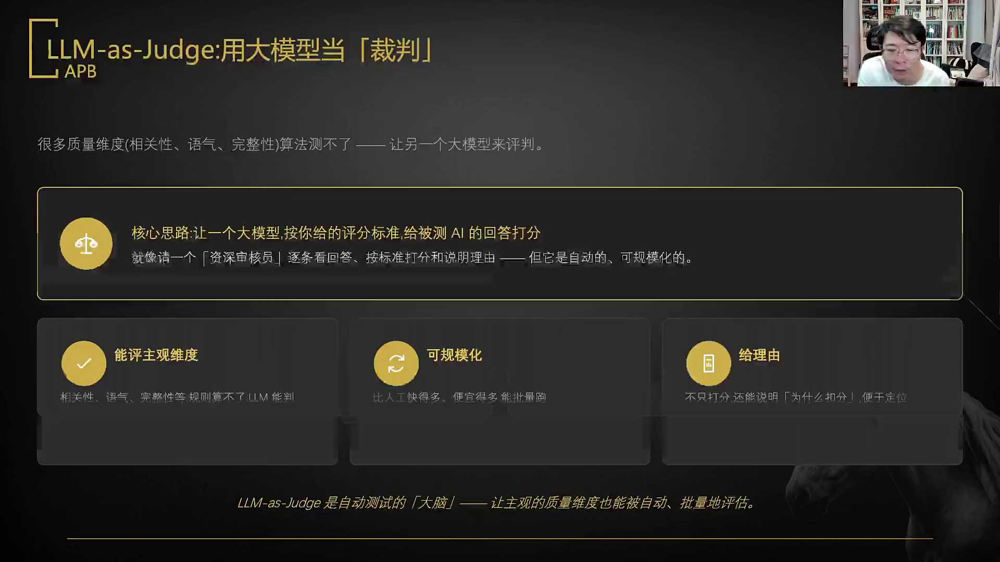 LLM-as-Judge:用大模型当「裁判」
APB
很多质量维度(相关性、语气、完整性)算法测不了 —— 让另一个大模型来评判。
核心思路:让一个大模型,按你给的评分标准,给被测 AI 的回答打分
就像请一个「资深审核员」逐条看回答、按标准打分和说明理由 —— 但它是自动的、可规模化的。
能评主观维度
相关性、语气、完整性等,规则算不了 LLM 能判
可规模化
比人工快得多、便宜得多,能批量跑
给理由
不只打分,还能说明「为什么扣分」,便于定位
LLM-as-Judge 是自动测试的「大脑」—— 让主观的质量维度也能被自动、批量地评估。